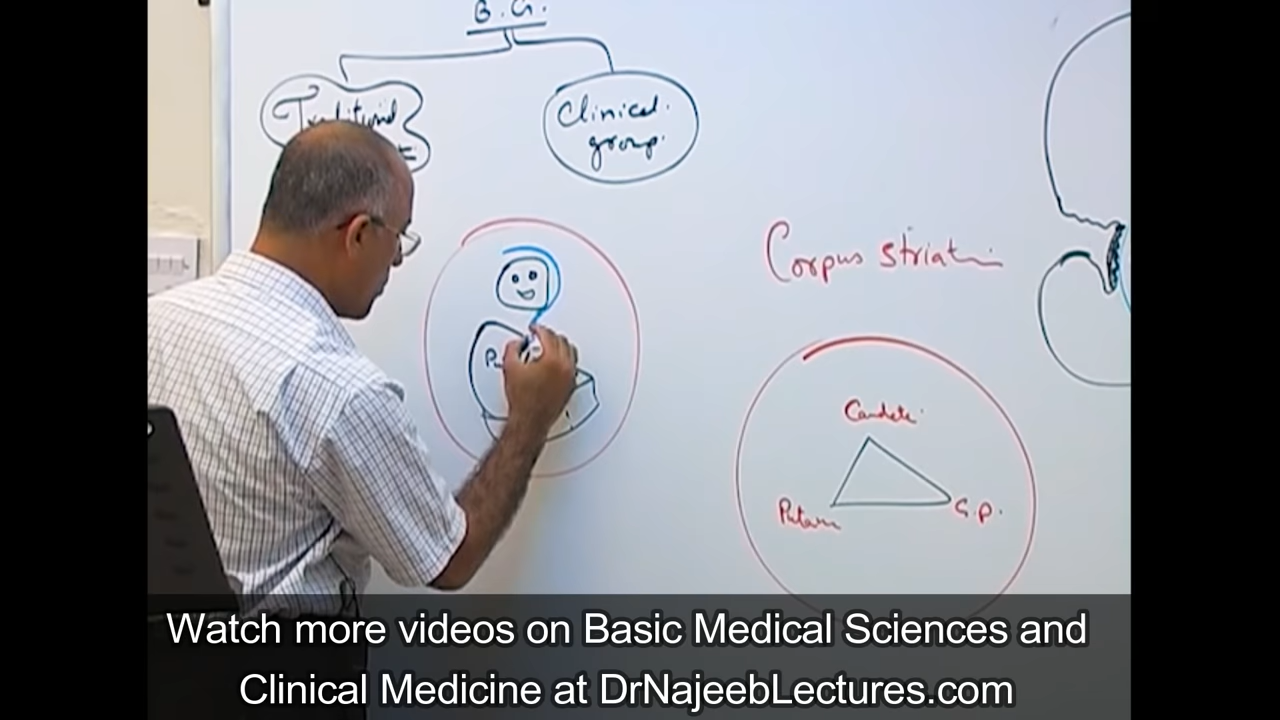 B.G.
Traditional
Clinical
group.
Corpus striatum
Caudate
Putamen
G.P.
Watch more videos on Basic Medical Sciences and
Clinical Medicine at DrNajeebLectures.com